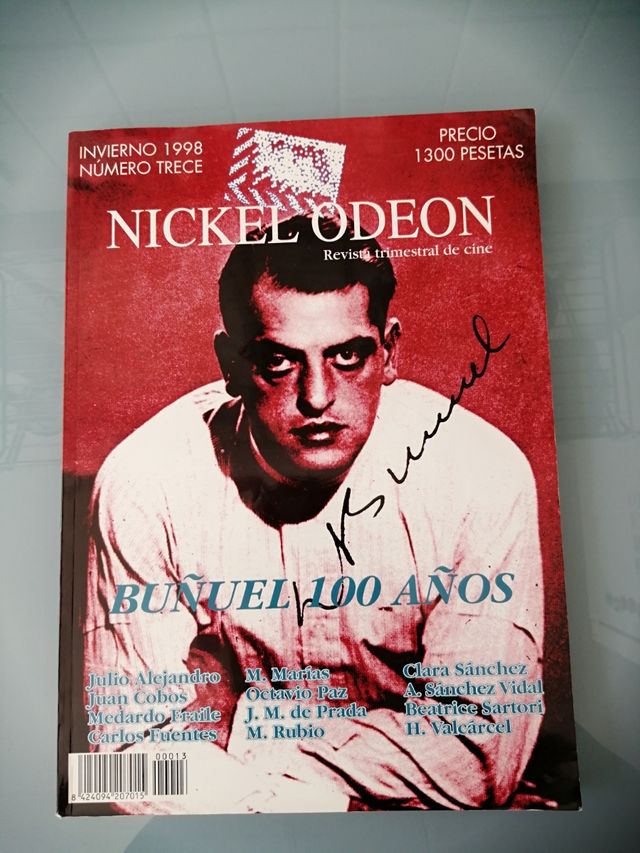 INVIERNO 1998
NÚMERO TRECE
PRECIO
1300 PESETAS
NICKEL ODEON
Revista trimestral de cine
Buñuel
BUÑUEL 100 AÑOS
Julio Alejandro
Juan Cobos
Medardo Fraile
Carlos Fuentes
M. Marías
Octavio Paz
J. M. de Prada
M. Rubio
Clara Sánchez
A. Sánchez Vidal
Beatrice Sartori
H. Valcárcel
00013
8 424094 207015